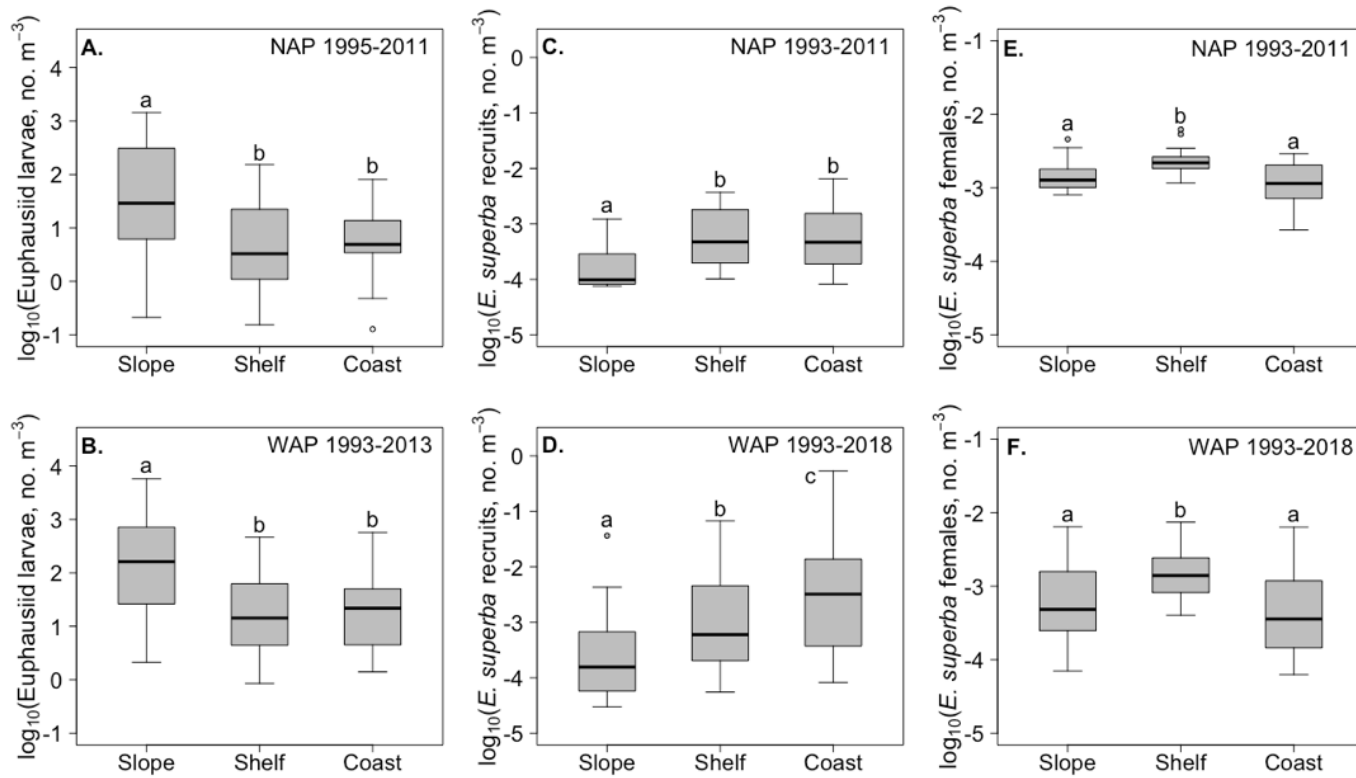 A. NAP 1995-2011
log₁₀(Euphausiid larvae, no. m⁻³)
4
3
2
1
0
-1
a
b
b
Slope Shelf Coast
C. NAP 1993-2011
log₁₀(E. superba recruits, no. m⁻³)
0
-1
-2
-3
-4
-5
a
b
b
Slope Shelf Coast
E. NAP 1993-2011
log₁₀(E. superba females, no. m⁻³)
-1
-2
-3
-4
-5
a
b
a
Slope Shelf Coast
B. WAP 1993-2013
log₁₀(Euphausiid larvae, no. m⁻³)
4
3
2
1
0
-1
a
b
b
Slope Shelf Coast
D. WAP 1993-2018
log₁₀(E. superba recruits, no. m⁻³)
0
-1
-2
-3
-4
-5
a
b
c
Slope Shelf Coast
F. WAP 1993-2018
log₁₀(E. superba females, no. m⁻³)
-1
-2
-3
-4
-5
a
b
a
Slope Shelf Coast